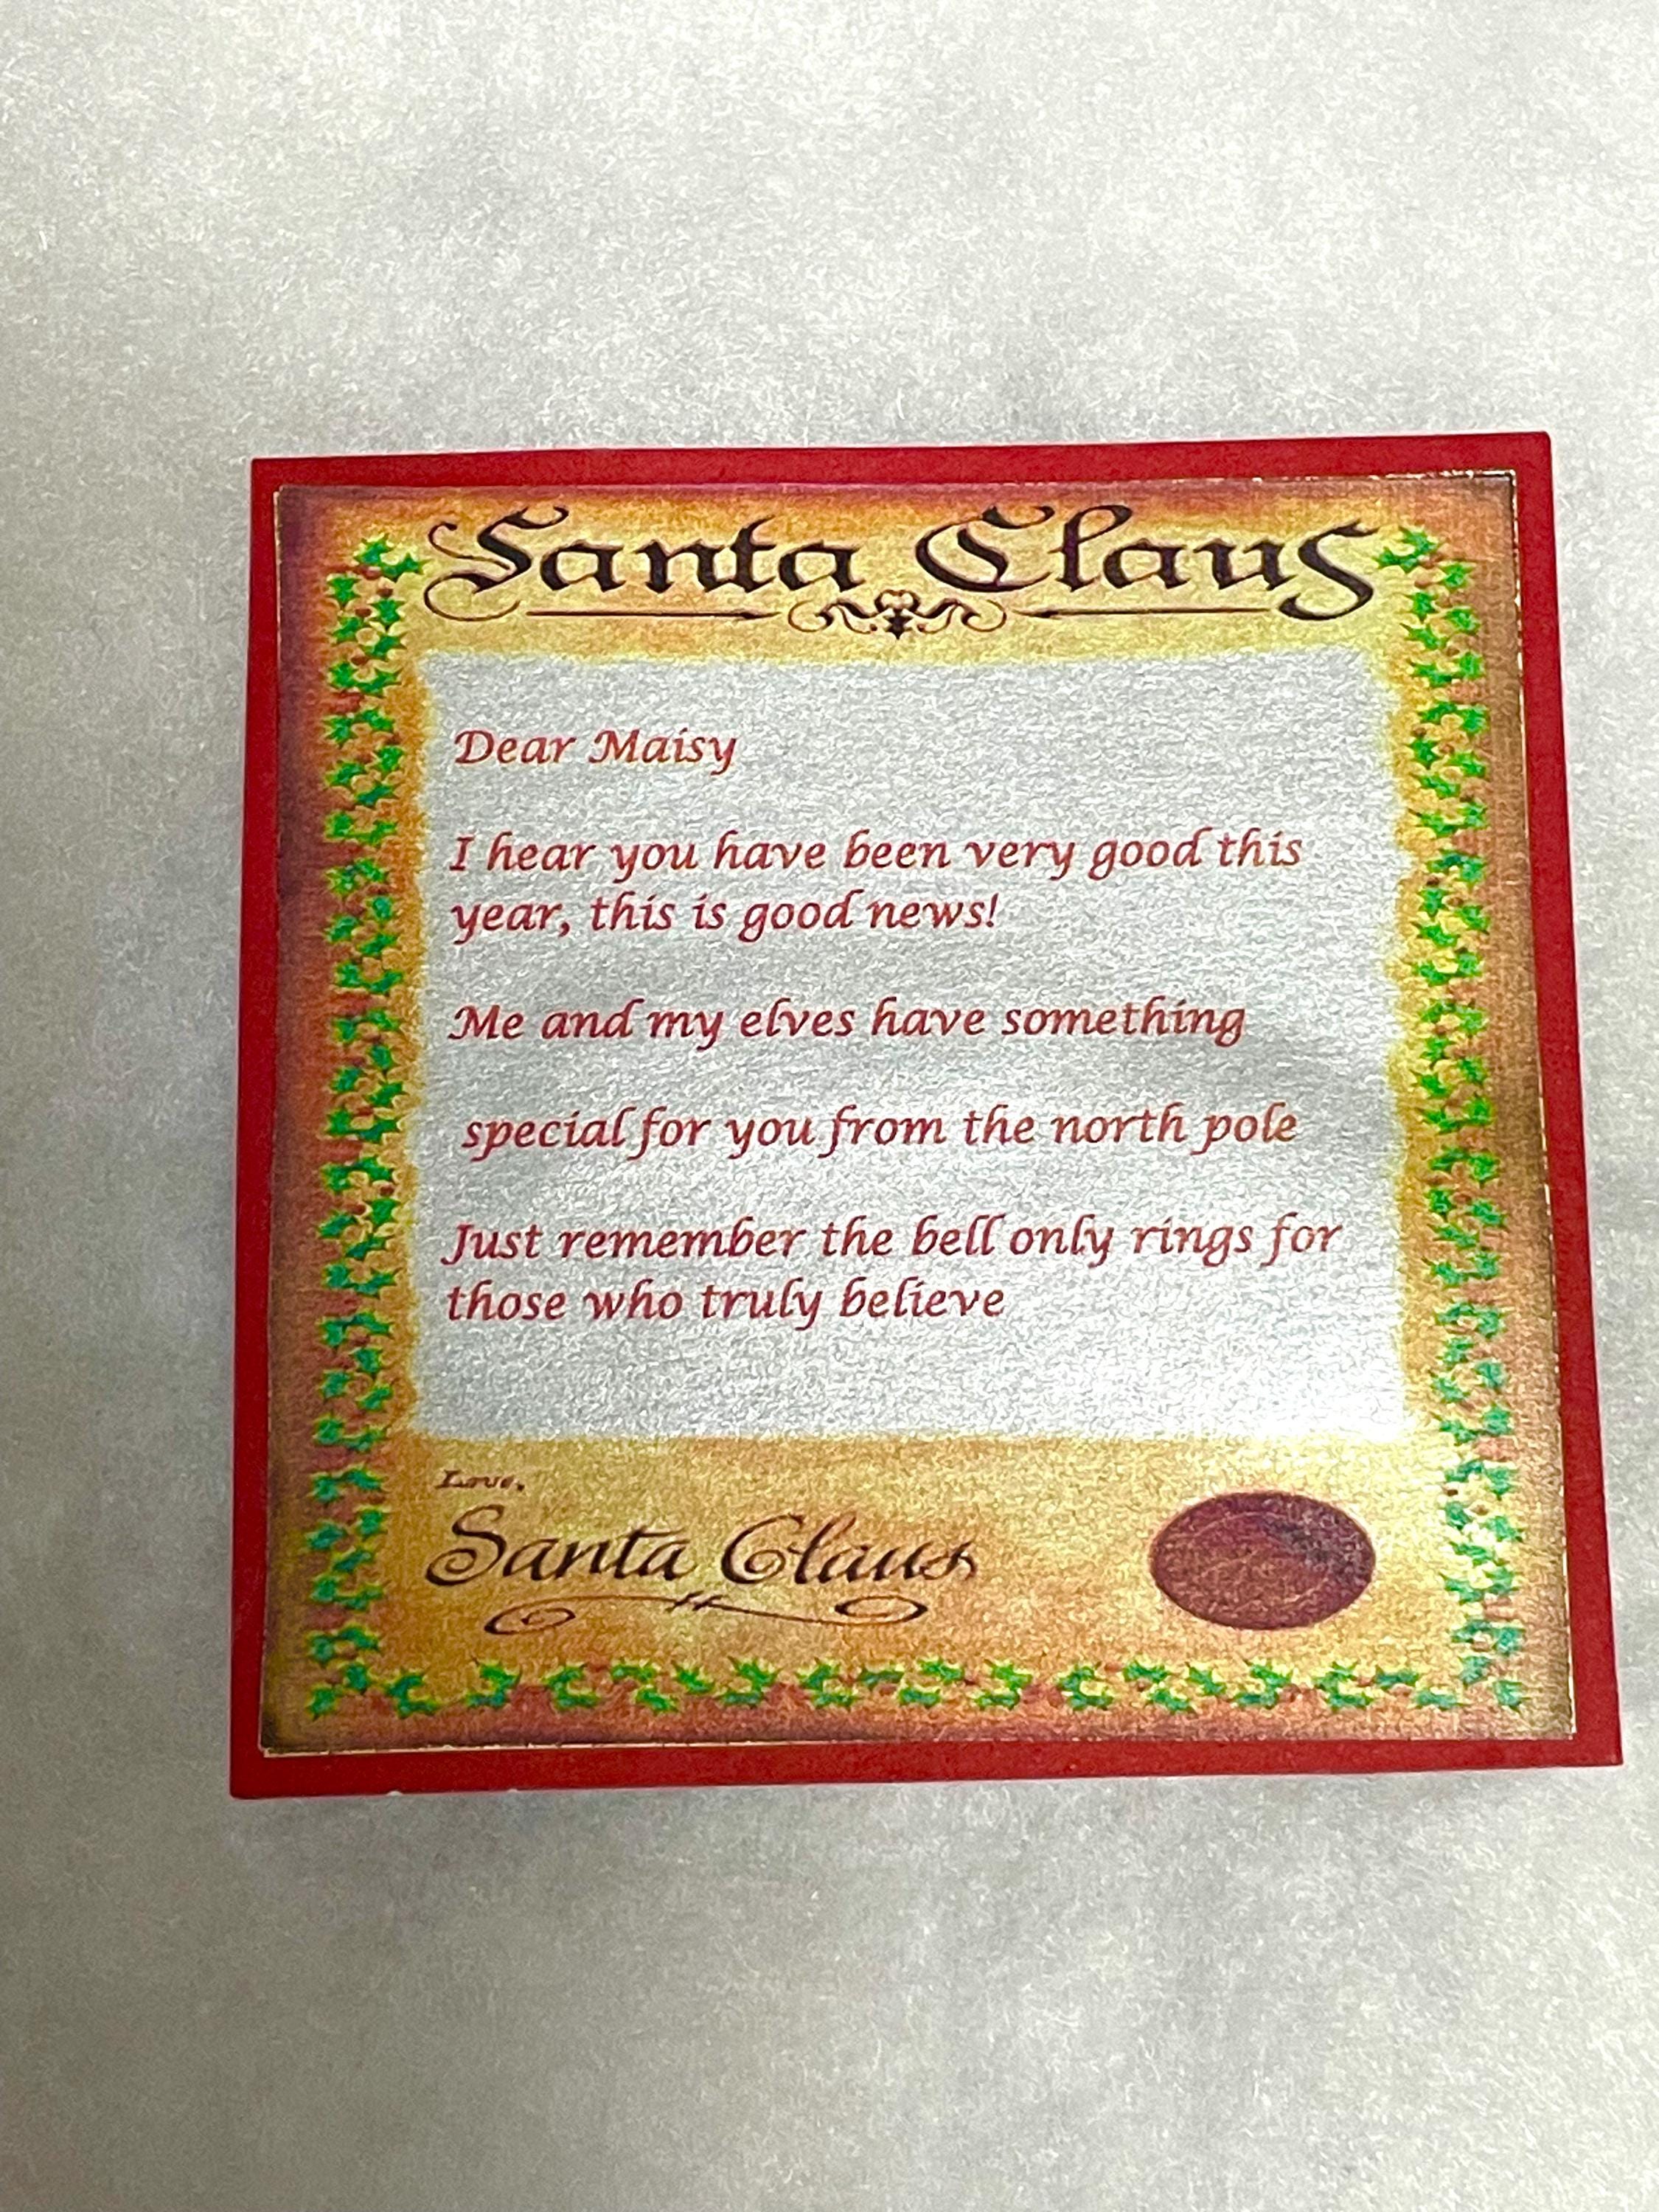 Santa Claus
Dear Maisy
I hear you have been very good this
year, this is good news!
Me and my elves have something
special for you from the north pole
Just remember the bell only rings for
those who truly believe
Love,
Santa Claus